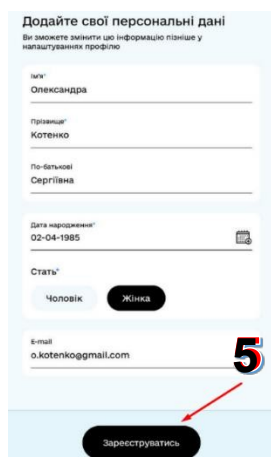 Додайте свої персональні дані
Ви зможете змінити цю інформацію пізніше у
налаштуваннях профілю
Ім'я*
Олександра
Прізвище*
Котенко
По-батькові
Сергіївна
Дата народження*
02-04-1985
Стать*
Чоловік Жінка
E-mail
o.kotenko@gmail.com
5
Зареєструватись